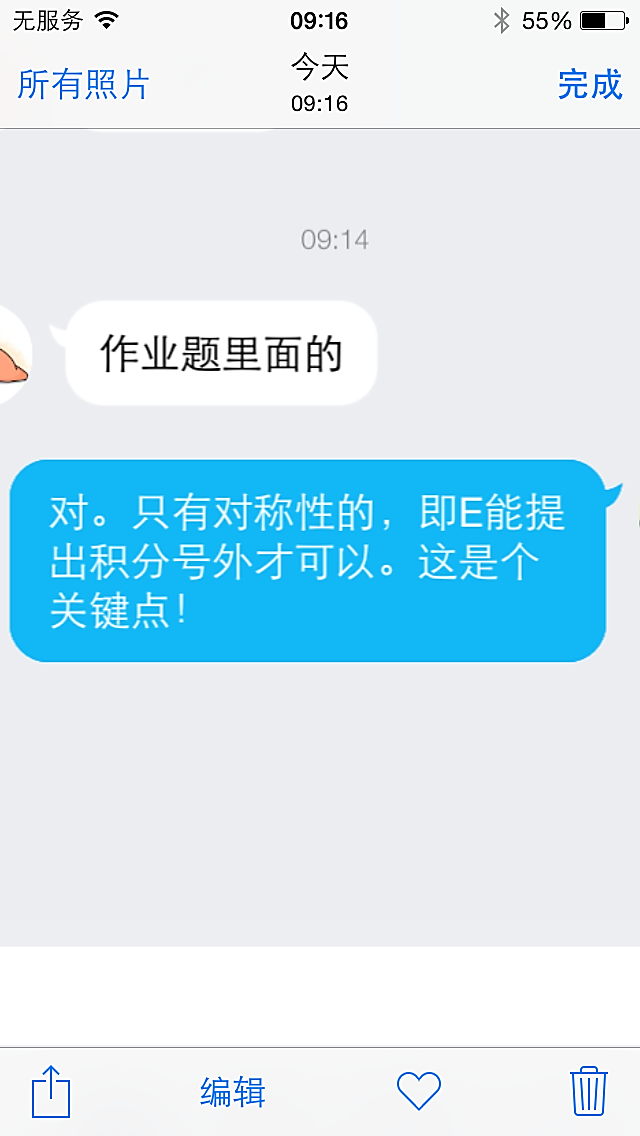 无服务 09:16 55%
所有照片 今天 完成
09:16
09:14
作业题里面的
对。只有对称性的，即E能提
出积分号外才可以。这是个
关键点！
编辑